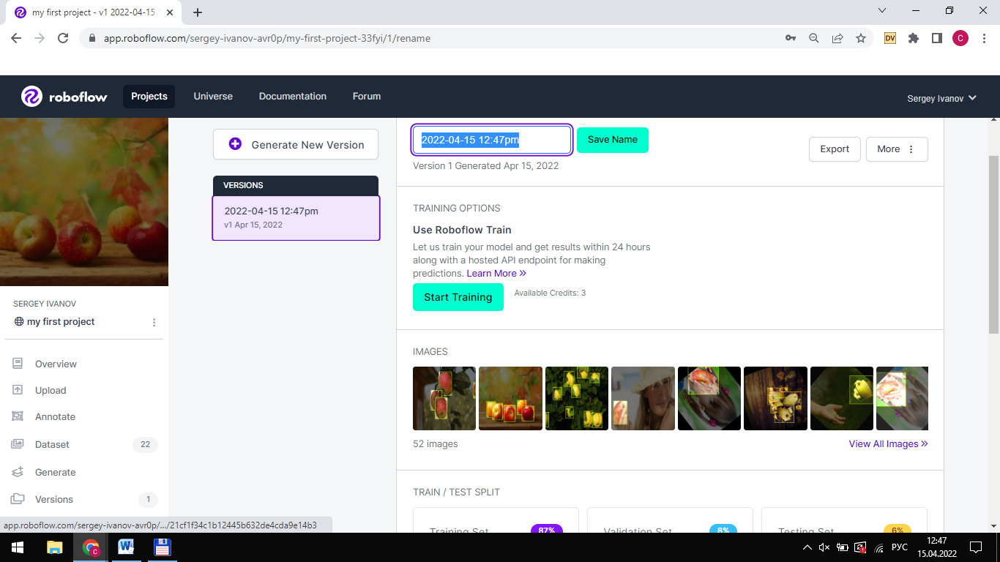 my first project - v1 2022-04-15
app.roboflow.com/sergey-ivanov-avr0p/my-first-project-33fyi/1/rename
DV
C
roboflow
Projects
Universe
Documentation
Forum
Sergey Ivanov
Generate New Version
VERSIONS
2022-04-15 12:47pm
v1 Apr 15, 2022
2022-04-15 12:47pm
Save Name
Version 1 Generated Apr 15, 2022
Export
More
TRAINING OPTIONS
Use Roboflow Train
Let us train your model and get results within 24 hours
along with a hosted API endpoint for making
predictions. Learn More »
Start Training
Available Credits: 3
IMAGES
52 images
View All Images »
TRAIN / TEST SPLIT
Training Set
87%
Validation Set
8%
Testing Set
6%
SERGEY IVANOV
my first project
Overview
Upload
Annotate
Dataset
22
Generate
Versions
1
app.roboflow.com/sergey-ivanov-avr0p/.../21cf1f34c1b12445b632de4cda9e14b3
C
W
РУС
12:47
15.04.2022